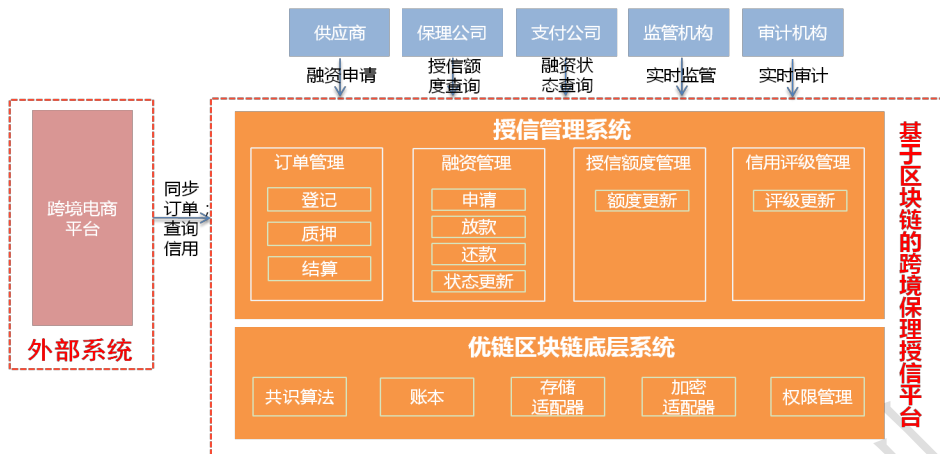 供应商
保理公司
支付公司
监管机构
审计机构
融资申请
授信额
度查询
融资状
态查询
实时监管
实时审计
跨境电商
平台
外部系统
同步
订单
查询
信用
授信管理系统
订单管理
登记
质押
结算
融资管理
申请
放款
还款
状态更新
授信额度管理
额度更新
信用评级管理
评级更新
优链区块链底层系统
共识算法
账本
存储
适配器
加密
适配器
权限管理
基于区块链的跨境保理授信平台